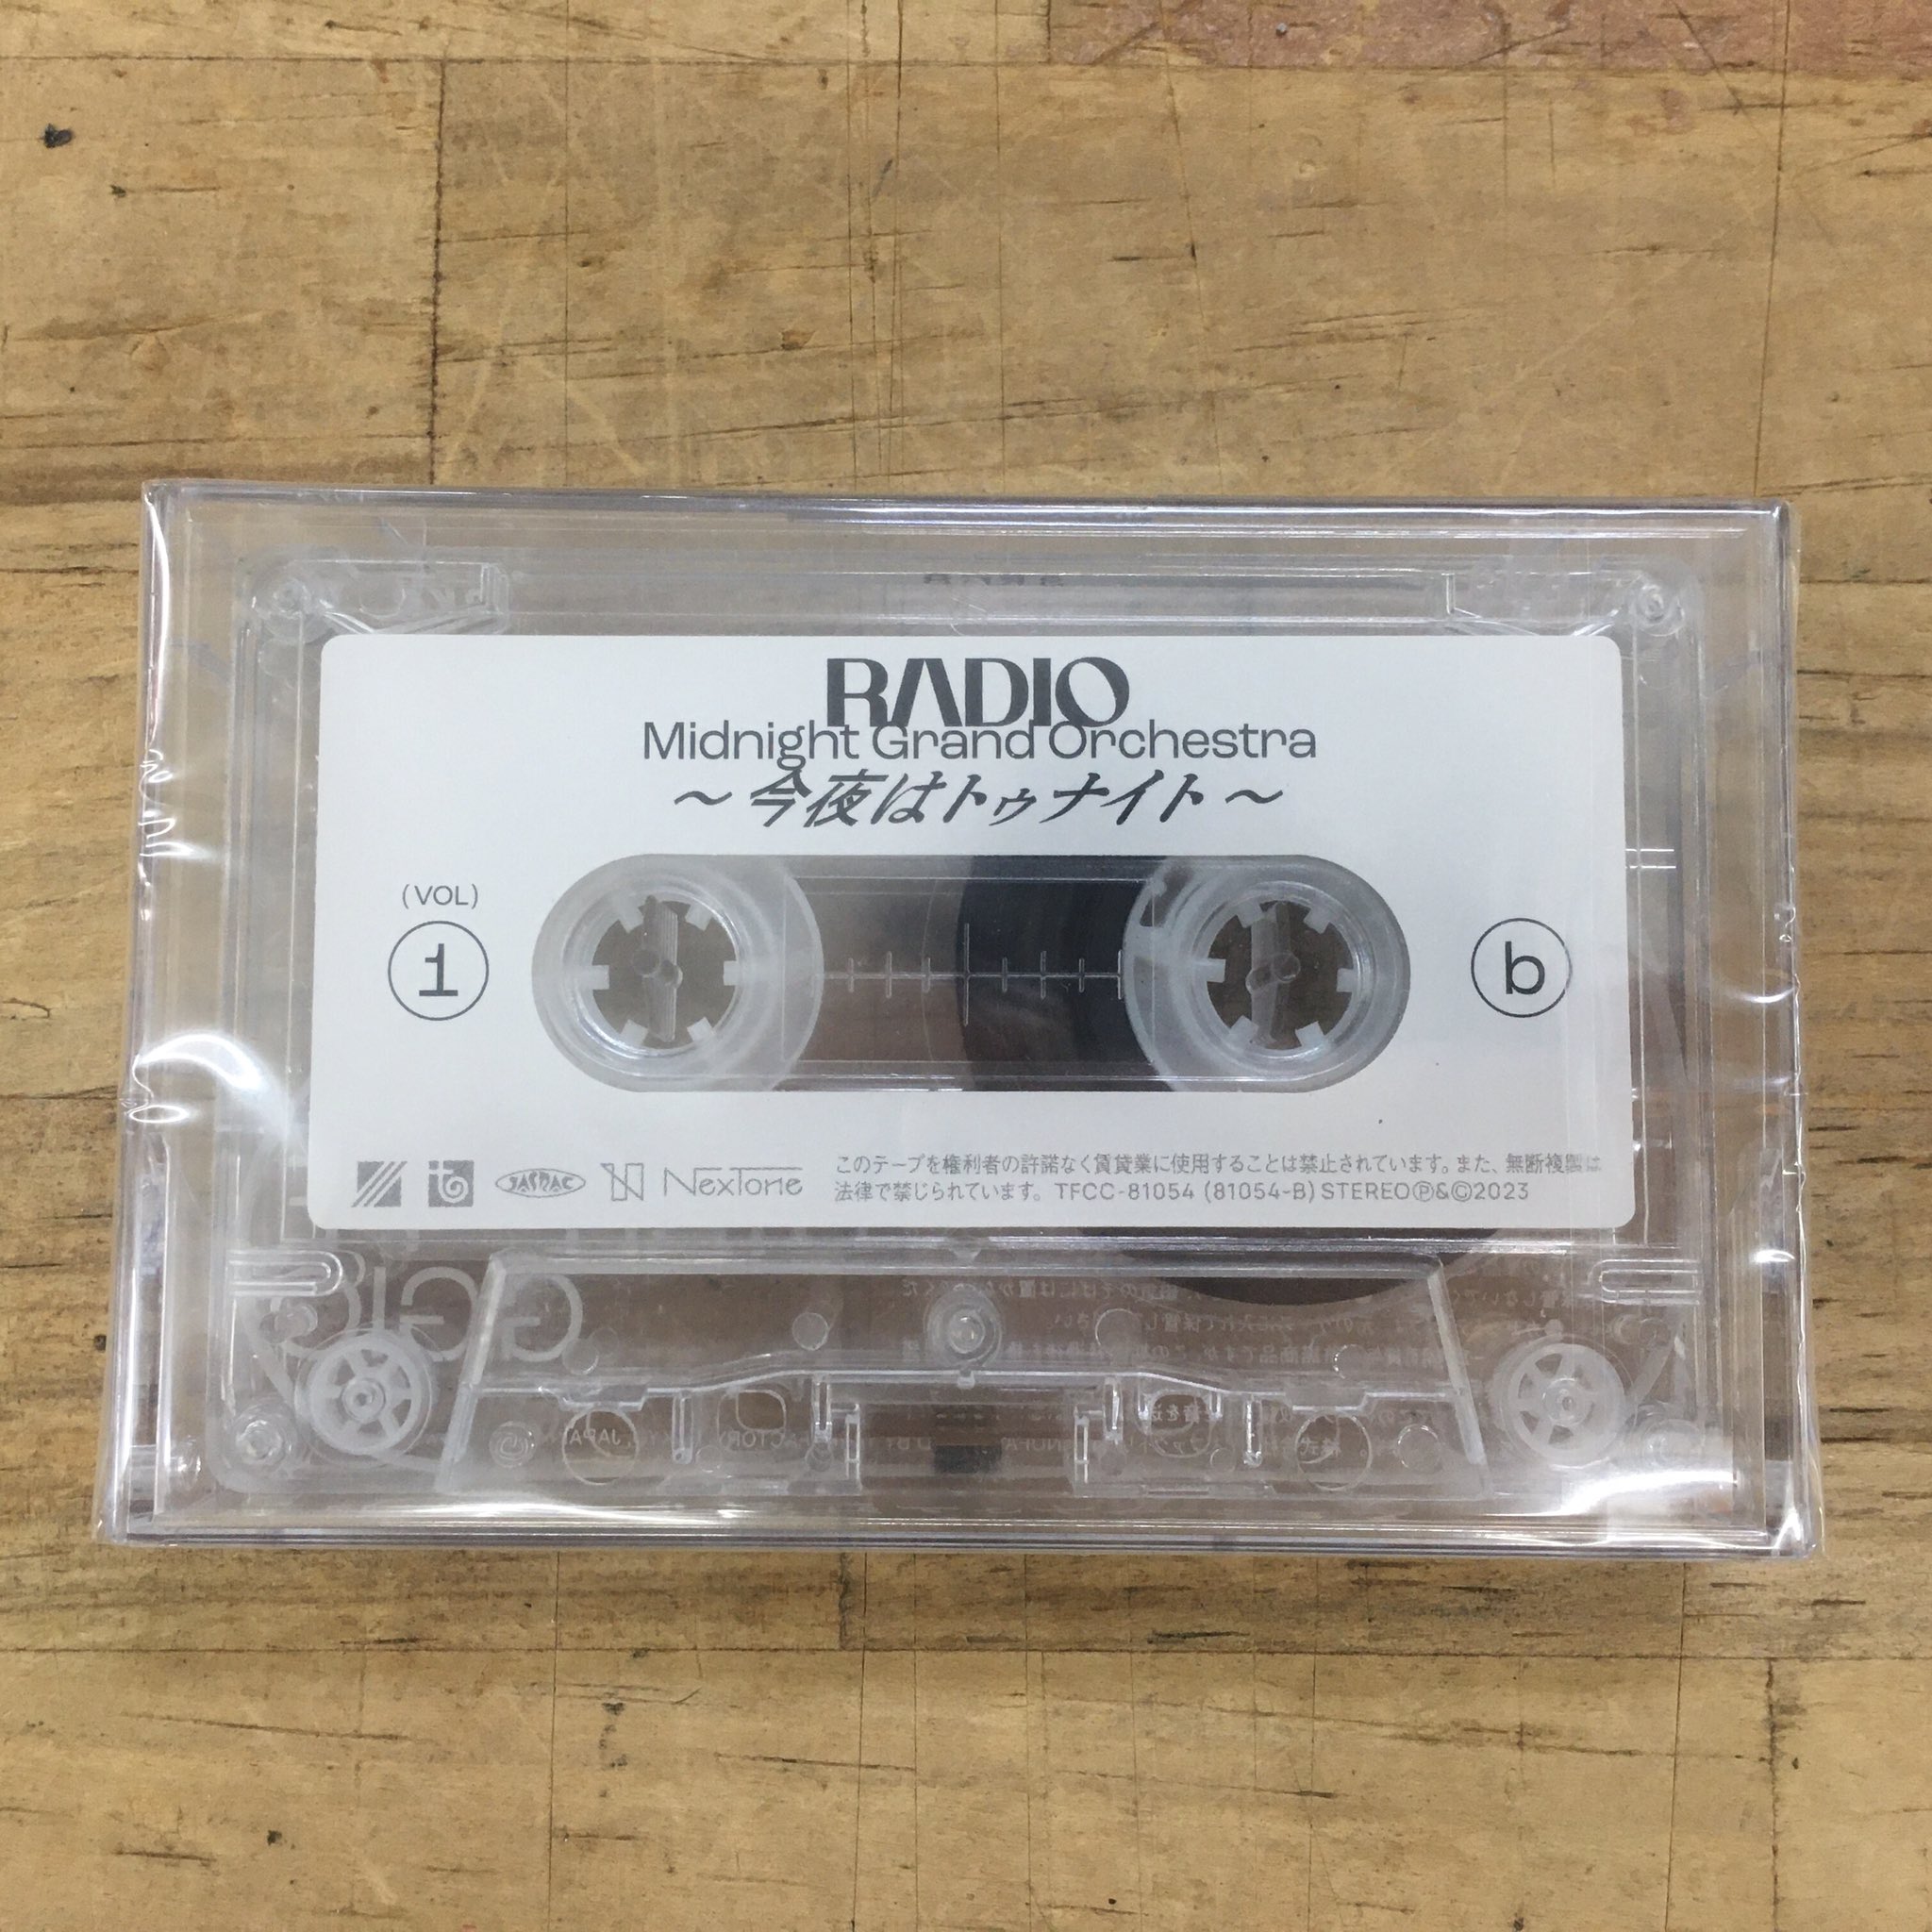 RADIO
Midnight Grand Orchestra
～今夜はトゥナイト～
(VOL)
1
b
JASRAC
NexTone
このテープを権利者の許諾なく賃貸業に使用することは禁止されています。また、無断複製は
法律で禁じられています。TFCC-81054 (81054-B) STEREOⓅ&©2023